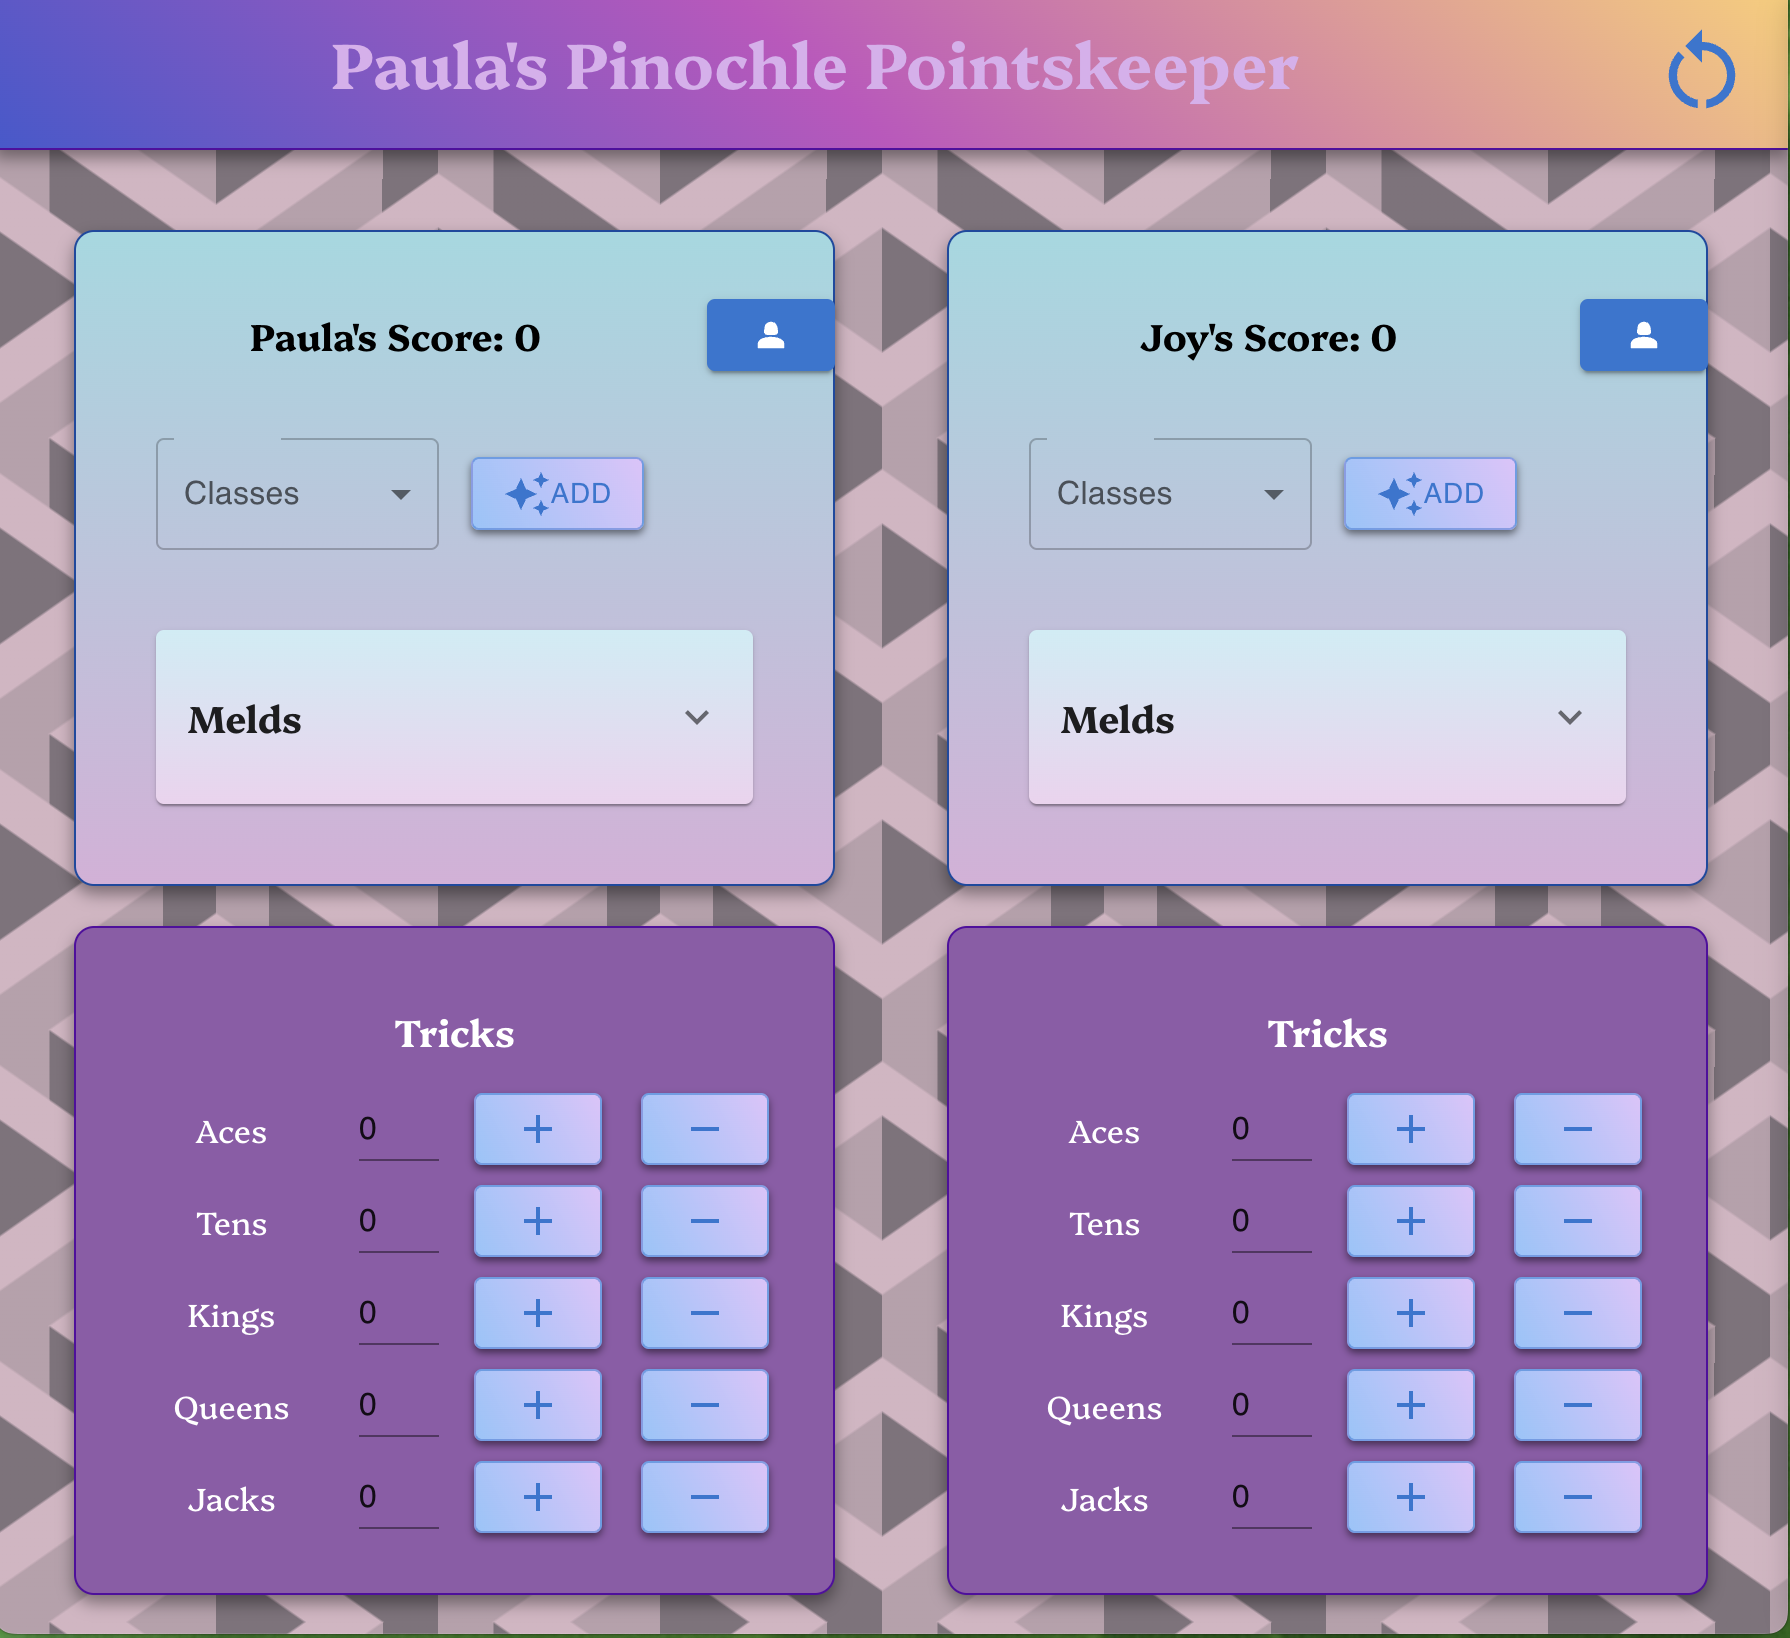 Paula's Pinochle Pointskeeper
Paula's Score: 0
Classes
ADD
Melds
Joy's Score: 0
Classes
ADD
Melds
Tricks
Aces 0 + −
Tens 0 + −
Kings 0 + −
Queens 0 + −
Jacks 0 + −
Tricks
Aces 0 + −
Tens 0 + −
Kings 0 + −
Queens 0 + −
Jacks 0 + −